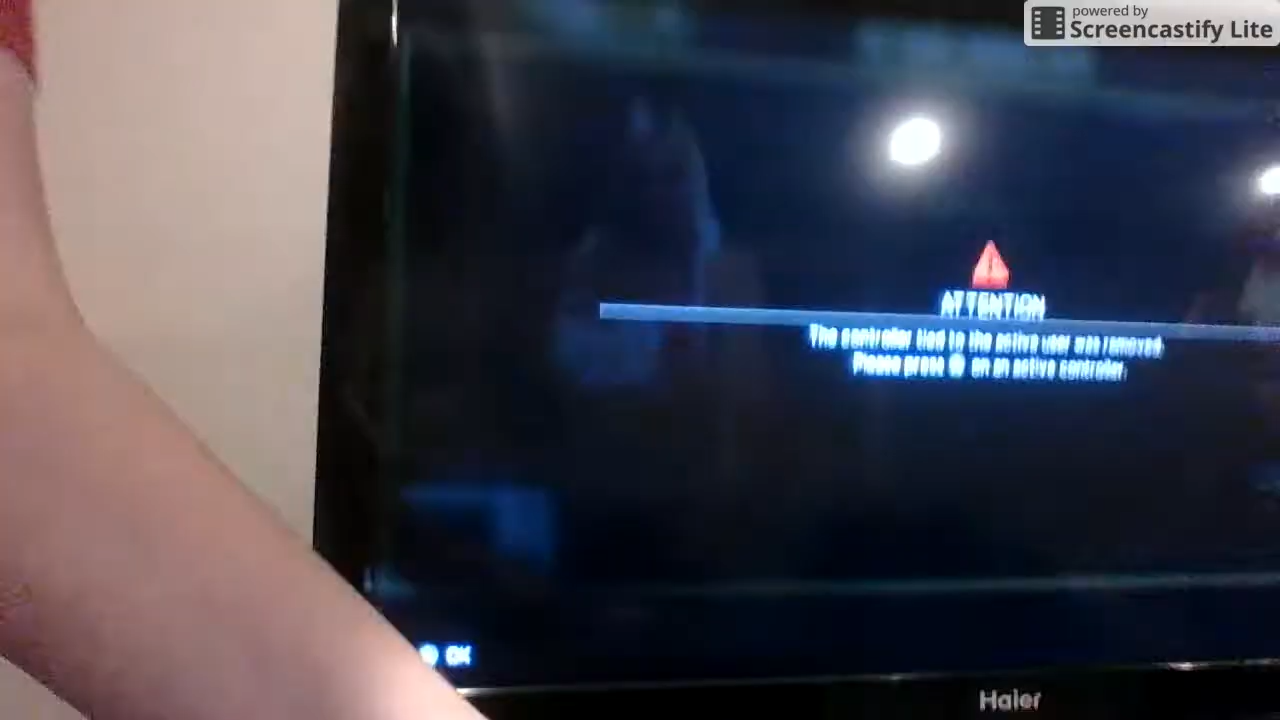 powered by
Screencastify Lite
ATTENTION
The controller tied to the active user was removed.
Please press on an active controller.
OK
Haier